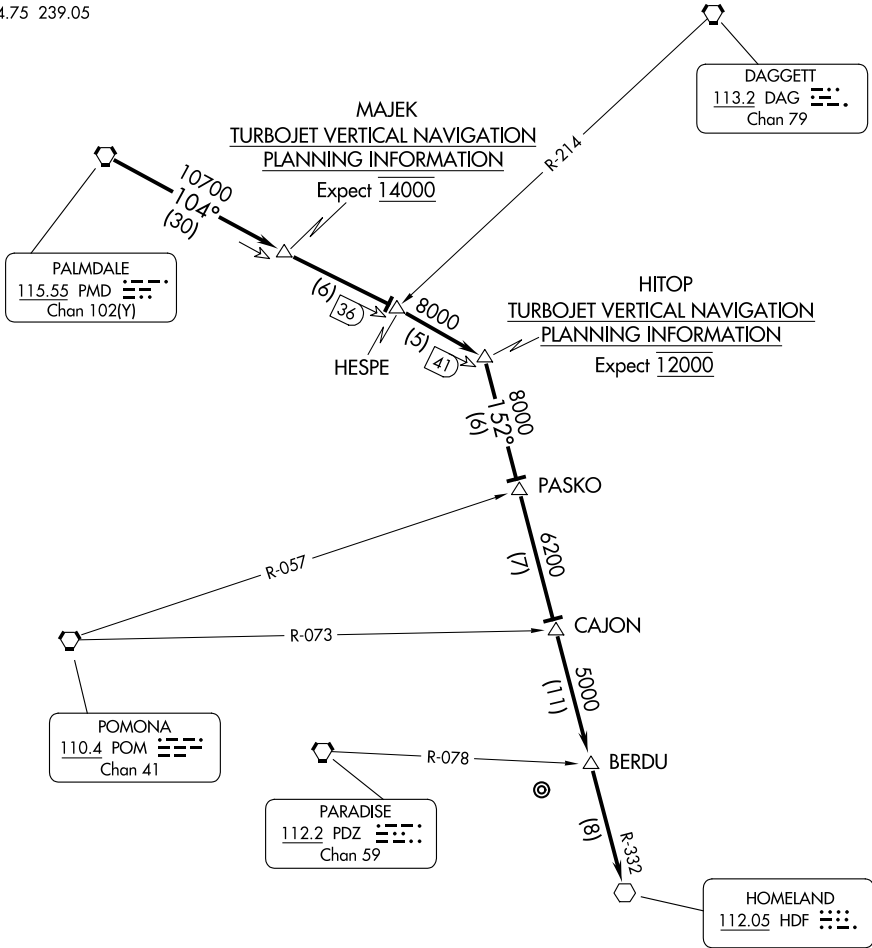 4.75 239.05
DAGGETT
113.2 DAG
Chan 79
MAJEK
TURBOJET VERTICAL NAVIGATION
PLANNING INFORMATION
Expect 14000
R-214
10700
104°
(30)
PALMDALE
115.55 PMD
Chan 102(Y)
(6)
36
HESPE
8000
(5)
41
HITOP
TURBOJET VERTICAL NAVIGATION
PLANNING INFORMATION
Expect 12000
8000
152°
(6)
PASKO
R-057
6200
(7)
R-073
CAJON
POMONA
110.4 POM
Chan 41
5000
(11)
R-078
BERDU
PARADISE
112.2 PDZ
Chan 59
(8)
R-332
HOMELAND
112.05 HDF